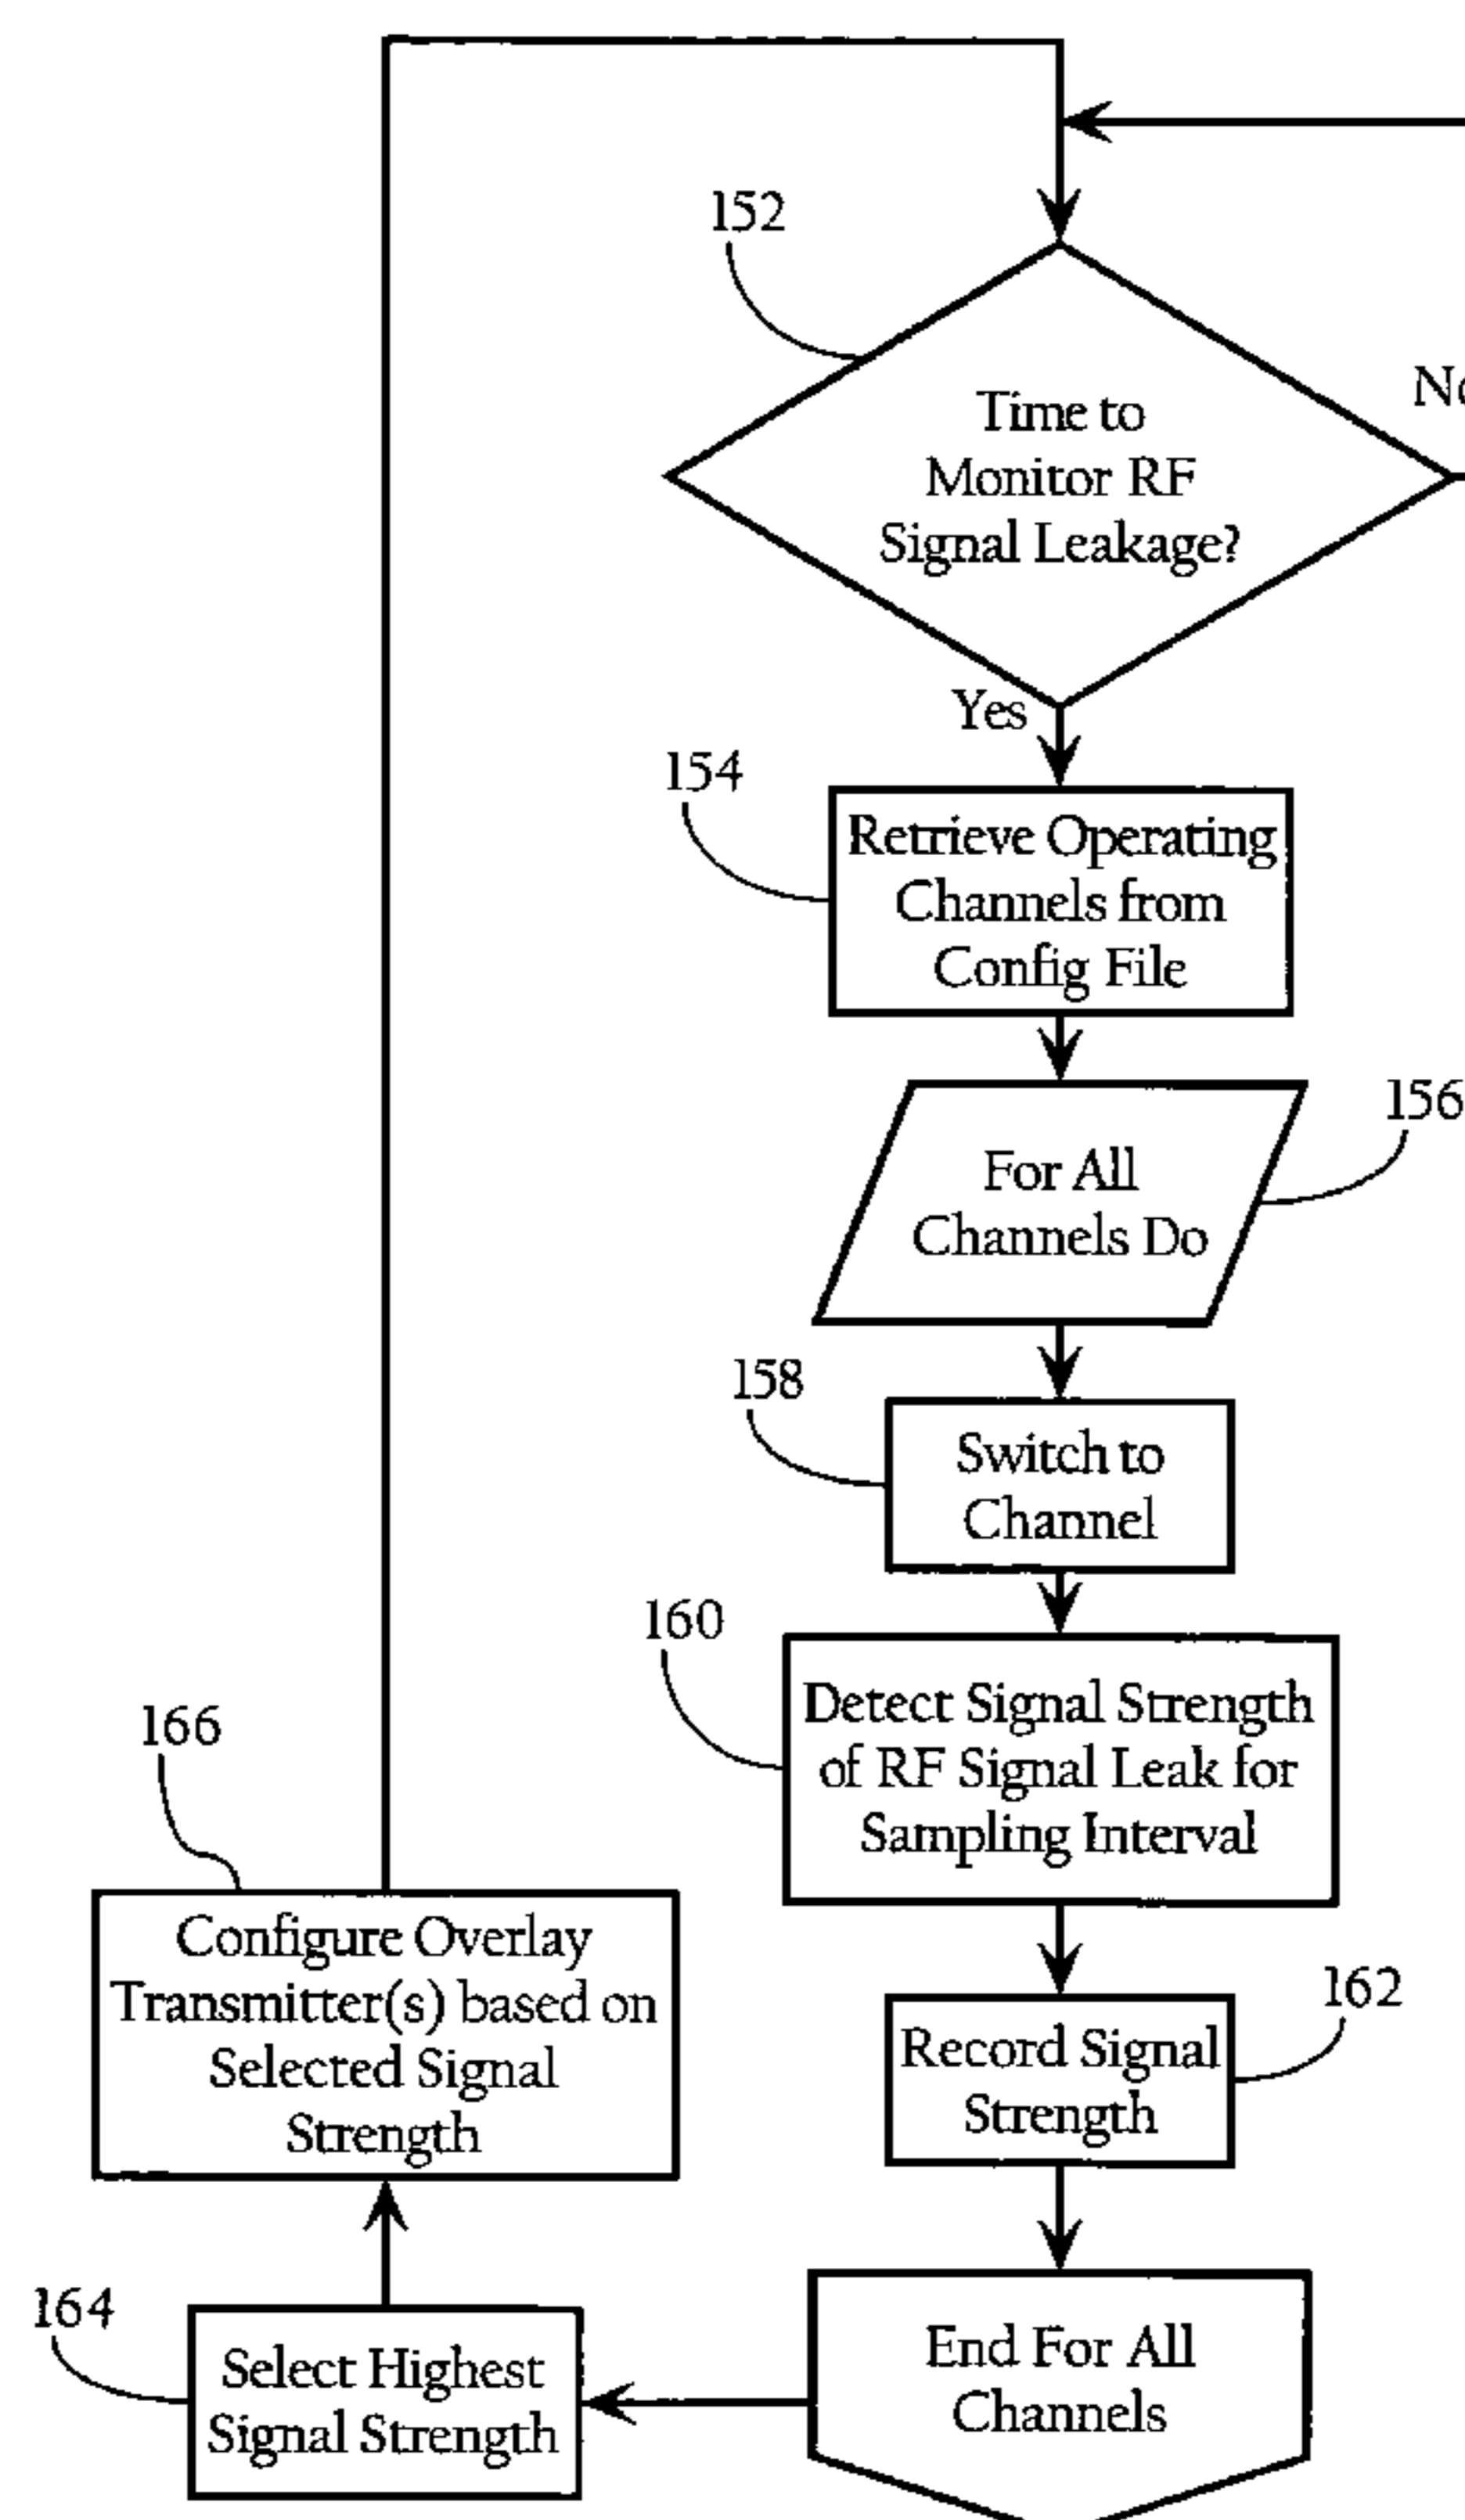 152
Time to
Monitor RF
Signal Leakage?
Yes
154
Retrieve Operating
Channels from
Config File
156
For All
Channels Do
158
Switch to
Channel
160
Detect Signal Strength
of RF Signal Leak for
Sampling Interval
162
Record Signal
Strength
End For All
Channels
164
Select Highest
Signal Strength
166
Configure Overlay
Transmitter(s) based on
Selected Signal
Strength